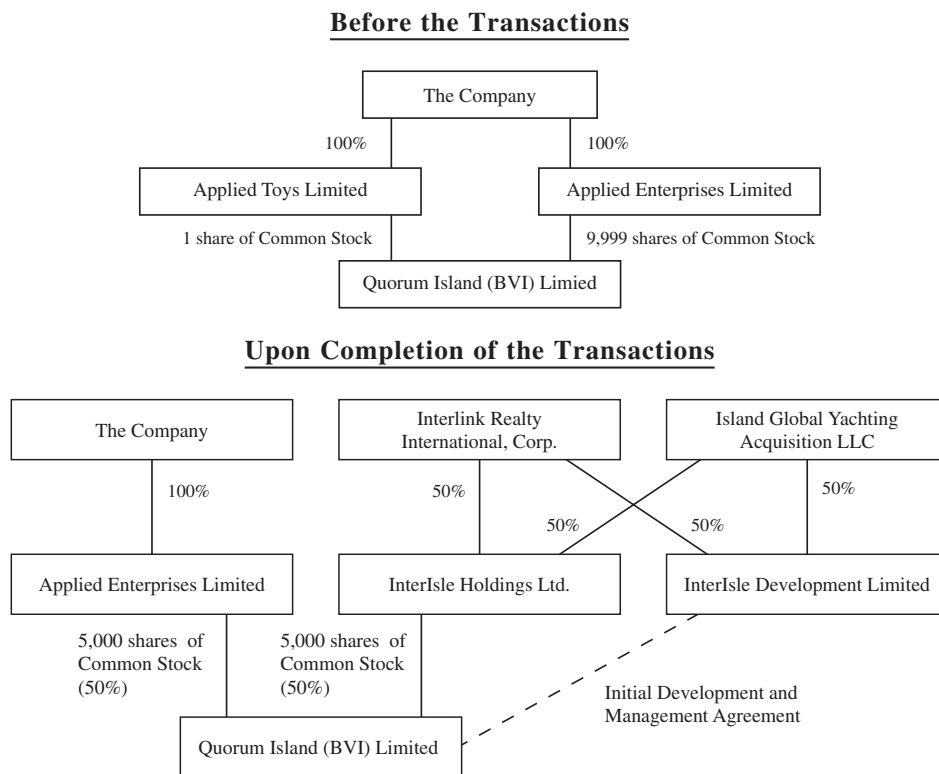 Before the Transactions
The Company
100%
100%
Applied Toys Limited
Applied Enterprises Limited
1 share of Common Stock
9,999 shares of Common Stock
Quorum Island (BVI) Limied
Upon Completion of the Transactions
The Company
Interlink Realty
International, Corp.
Island Global Yachting
Acquisition LLC
100%
50%
50%
50%
50%
Applied Enterprises Limited
InterIsle Holdings Ltd.
InterIsle Development Limited
5,000 shares of
Common Stock
(50%)
5,000 shares of
Common Stock
(50%)
Initial Development and
Management Agreement
Quorum Island (BVI) Limited